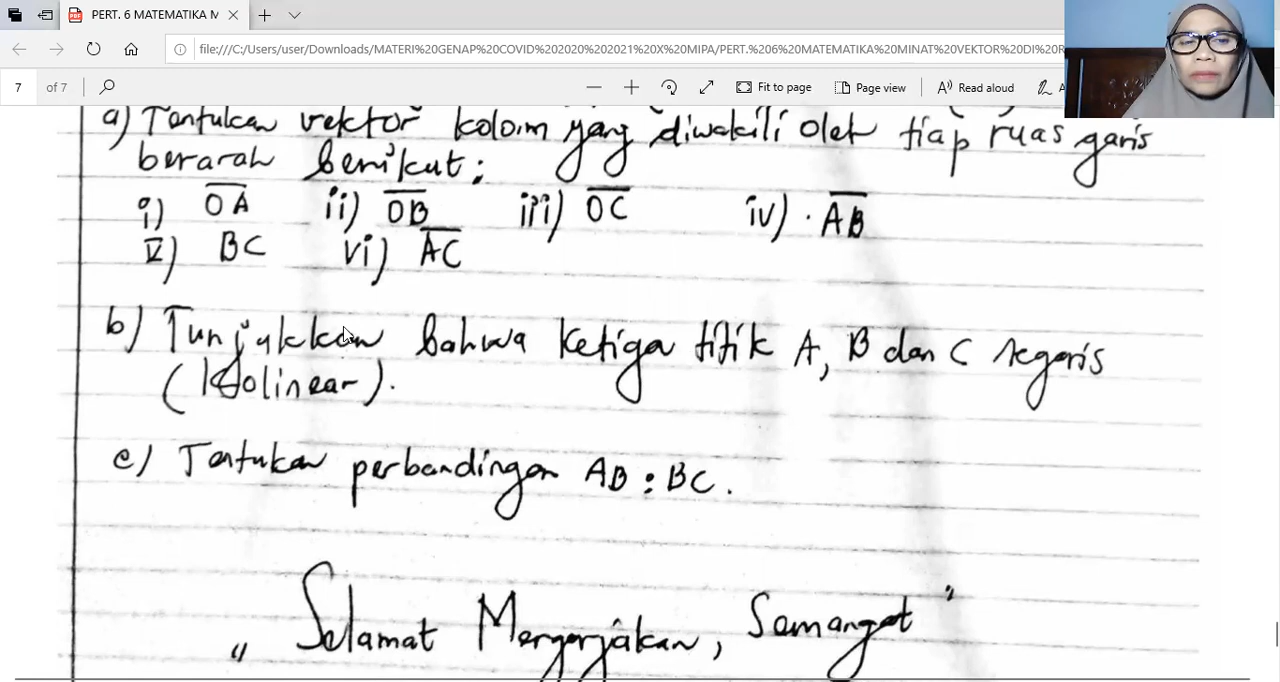 PERT. 6 MATEMATIKA M
file:///C:/Users/user/Downloads/MATERI%20GENAP%20COVID%202020%202021%20X%20MIPA/PERT.%206%20MATEMATIKA%20MINAT%20VEKTOR%20DI%20R
7 of 7 Fit to page Page view Read aloud
a) Tentukan vektor kolom yang diwakili oleh tiap ruas garis
berarah berikut:
i) OA ii) OB iii) OC iv) . AB
V) BC vi) AC
b) Tunjukkan bahwa ketiga titik A, B dan C segaris
(Kolinear).
c) Tentukan perbandingan AB : BC.
" Selamat Mengerjakan, Semangat "